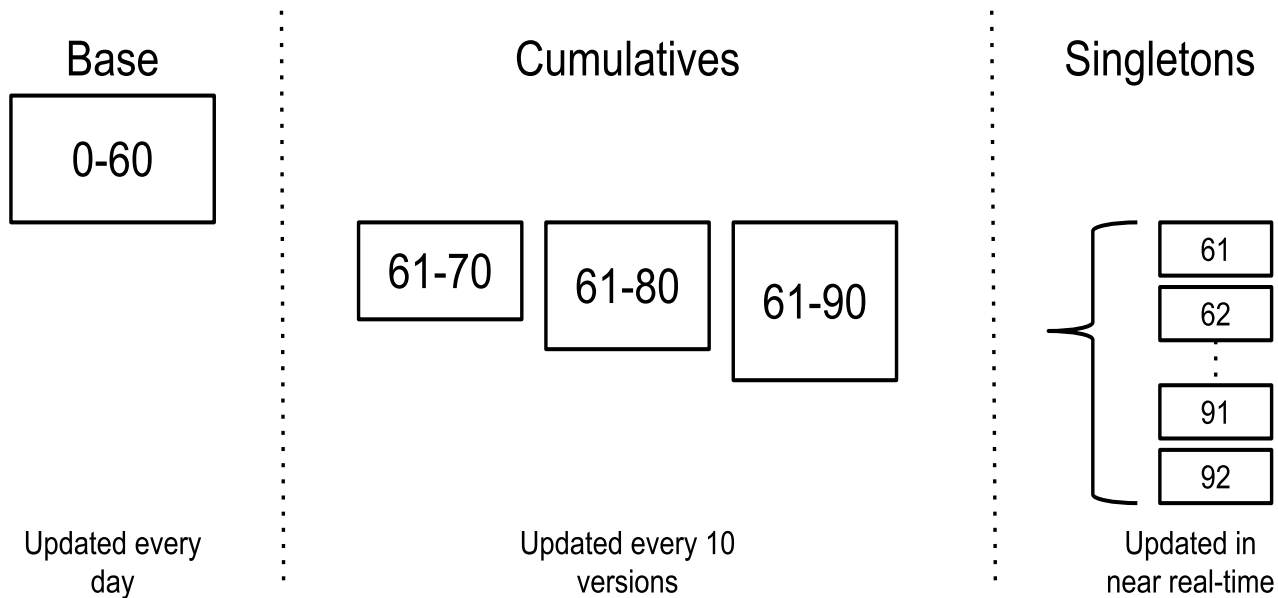 Base
0-60
Updated every
day
Cumulatives
61-70
61-80
61-90
Updated every 10
versions
Singletons
61
62
91
92
Updated in
near real-time